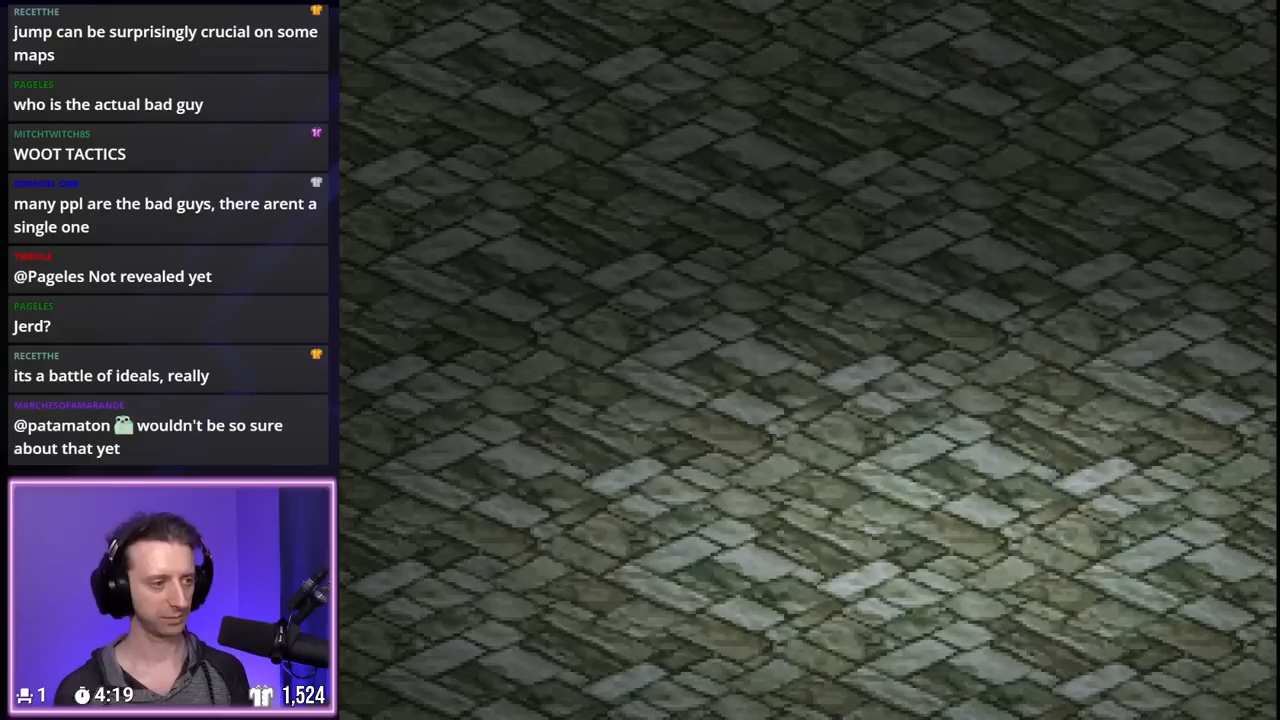 RECETTHE
jump can be surprisingly crucial on some
maps
PAGELES
who is the actual bad guy
MITCHTWITCH85
WOOT TACTICS
many ppl are the bad guys, there arent a
single one
@Pageles Not revealed yet
PAGELES
Jerd?
RECETTHE
its a battle of ideals, really
MARCHESOFAMARANDE
@patamaton wouldn't be so sure
about that yet
1
4:19
1,524